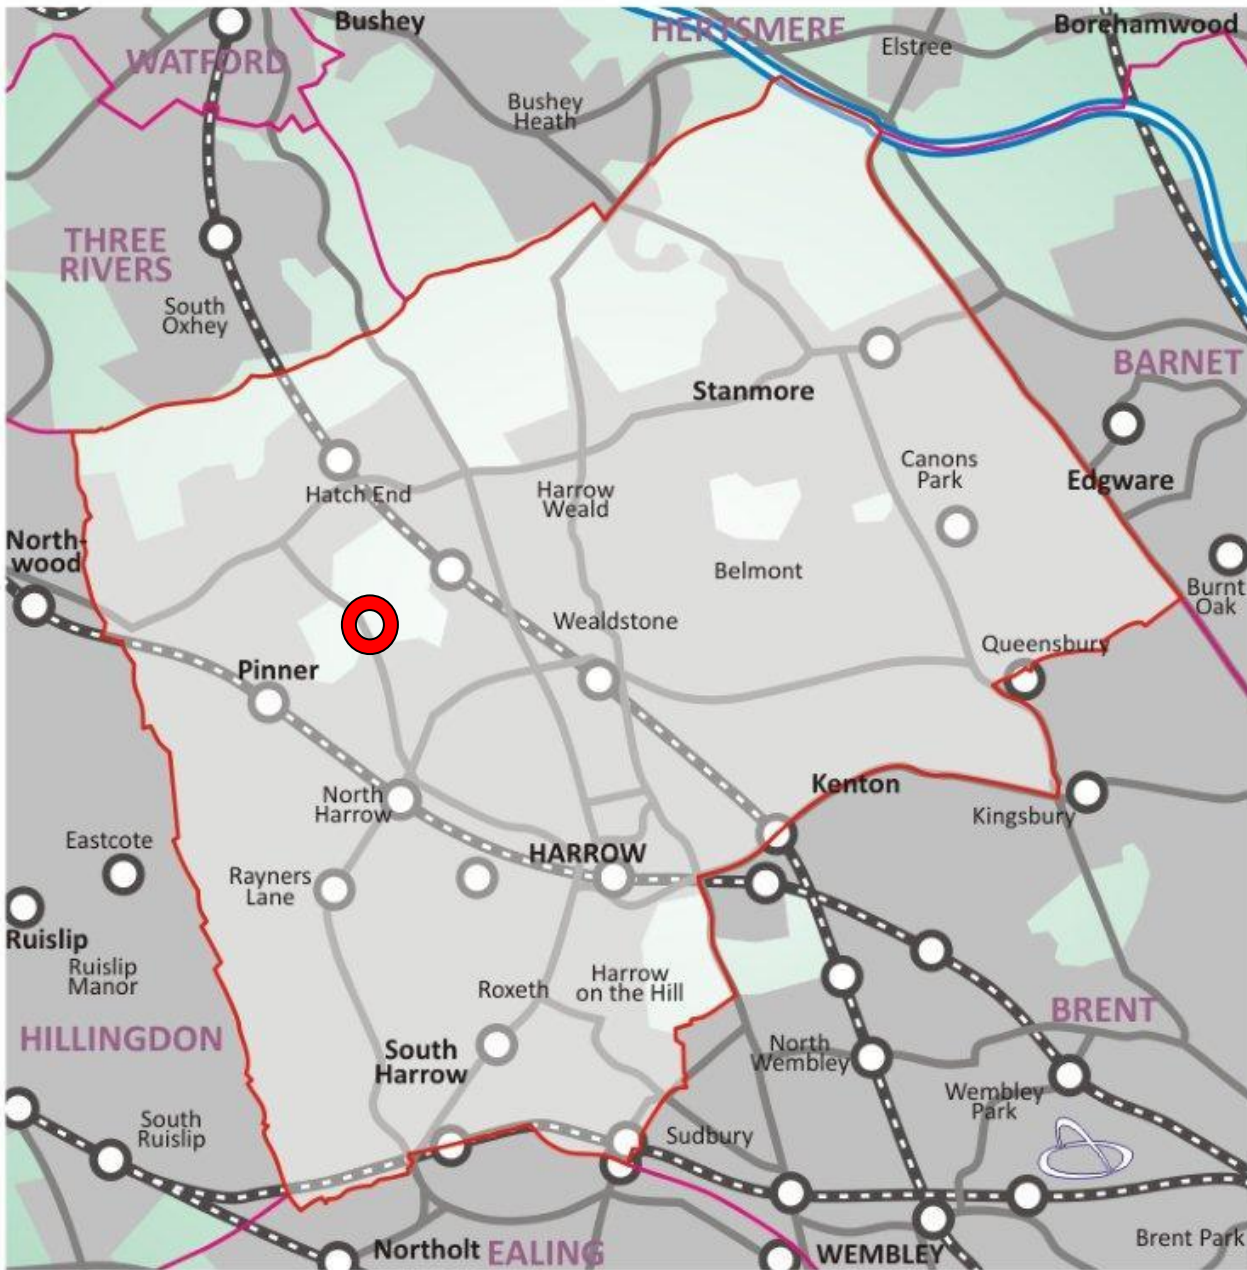 Bushey
HERTSMERE
Borehamwood
WATFORD
Elstree
Bushey
Heath
THREE
RIVERS
South
Oxhey
BARNET
Stanmore
Canons
Park
Edgware
Hatch End
Harrow
Weald
North-
wood
Belmont
Burnt
Oak
Wealdstone
Queensbury
Pinner
Kenton
North
Harrow
Kingsbury
Eastcote
HARROW
Rayners
Lane
Ruislip
Ruislip
Manor
Harrow
on the Hill
Roxeth
BRENT
HILLINGDON
South
Harrow
North
Wembley
Wembley
Park
South
Ruislip
Sudbury
Brent Park
Northolt
EALING
WEMBLEY